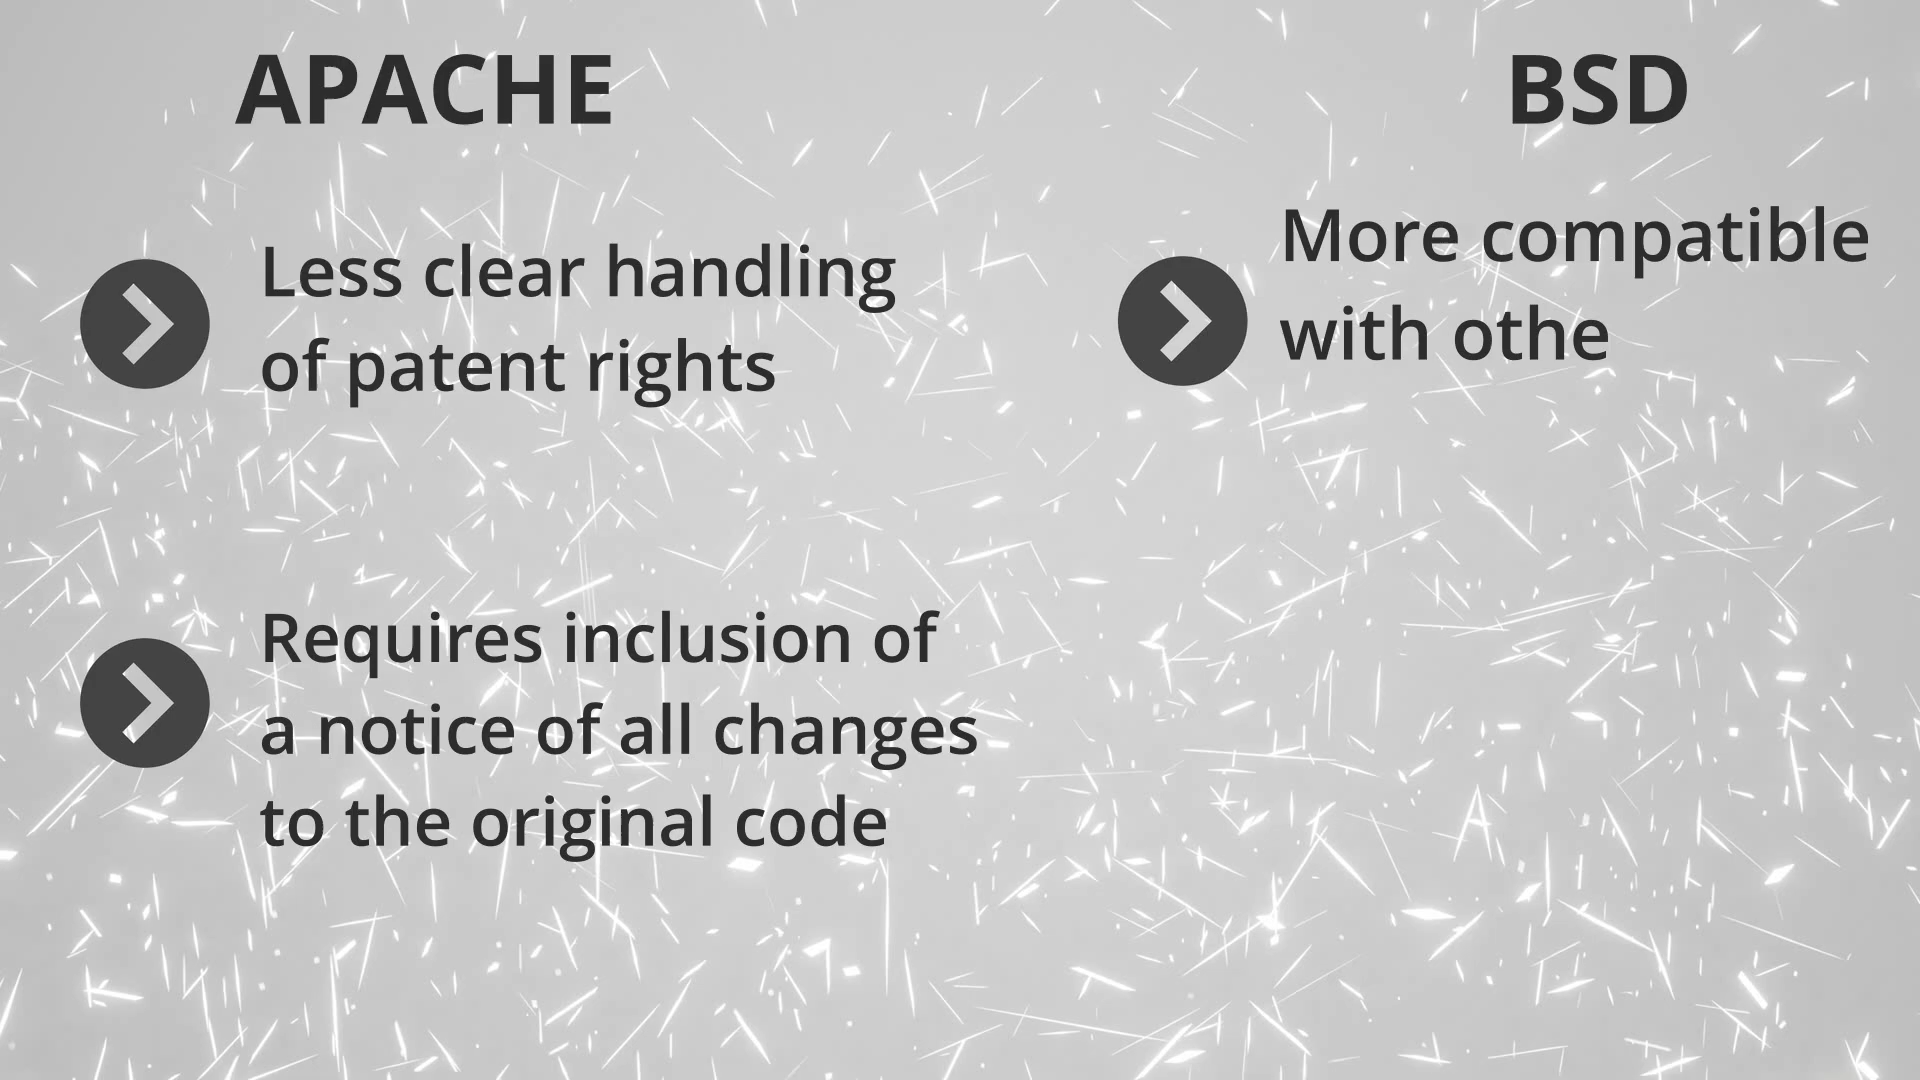 APACHE
Less clear handling
of patent rights
Requires inclusion of
a notice of all changes
to the original code
BSD
More compatible
with othe